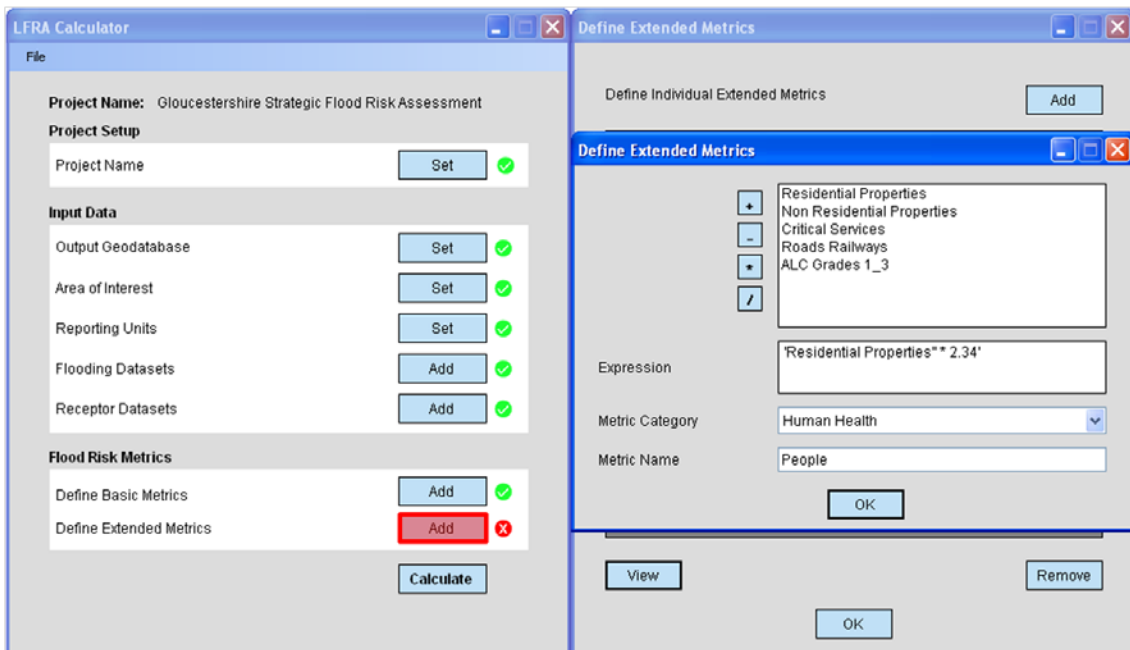 LFRA Calculator
File
Project Name: Gloucestershire Strategic Flood Risk Assessment
Project Setup
Project Name Set
Input Data
Output Geodatabase Set
Area of Interest Set
Reporting Units Set
Flooding Datasets Add
Receptor Datasets Add
Flood Risk Metrics
Define Basic Metrics Add
Define Extended Metrics Add
Calculate
Define Extended Metrics
Define Individual Extended Metrics Add
Define Extended Metrics
+
-
*
/
Residential Properties
Non Residential Properties
Critical Services
Roads Railways
ALC Grades 1_3
Expression 'Residential Properties" * 2.34'
Metric Category Human Health
Metric Name People
OK
View Remove
OK